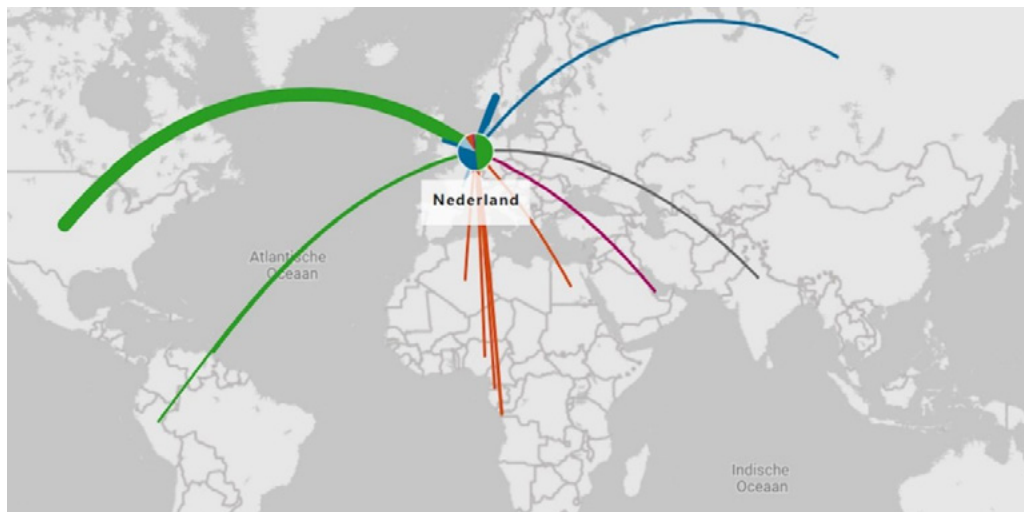 Nederland
Atlantische
Oceaan
Indische
Oceaan